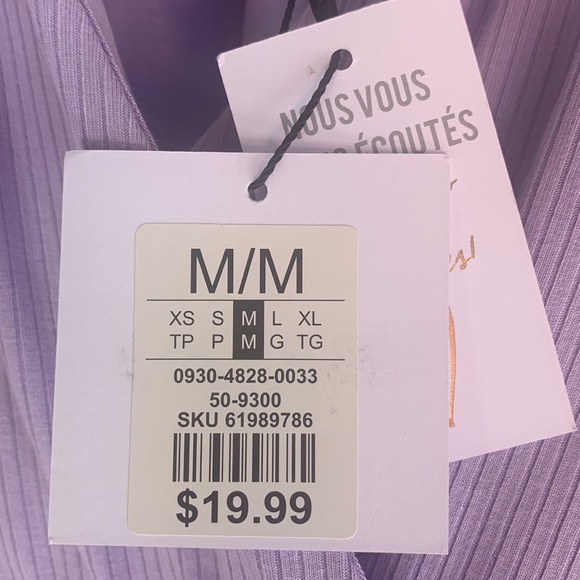 NOUS VOUS
ÉCOUTÉS
M/M
XS S M L XL
TP P M G TG
0930-4828-0033
50-9300
SKU 61989786
$19.99